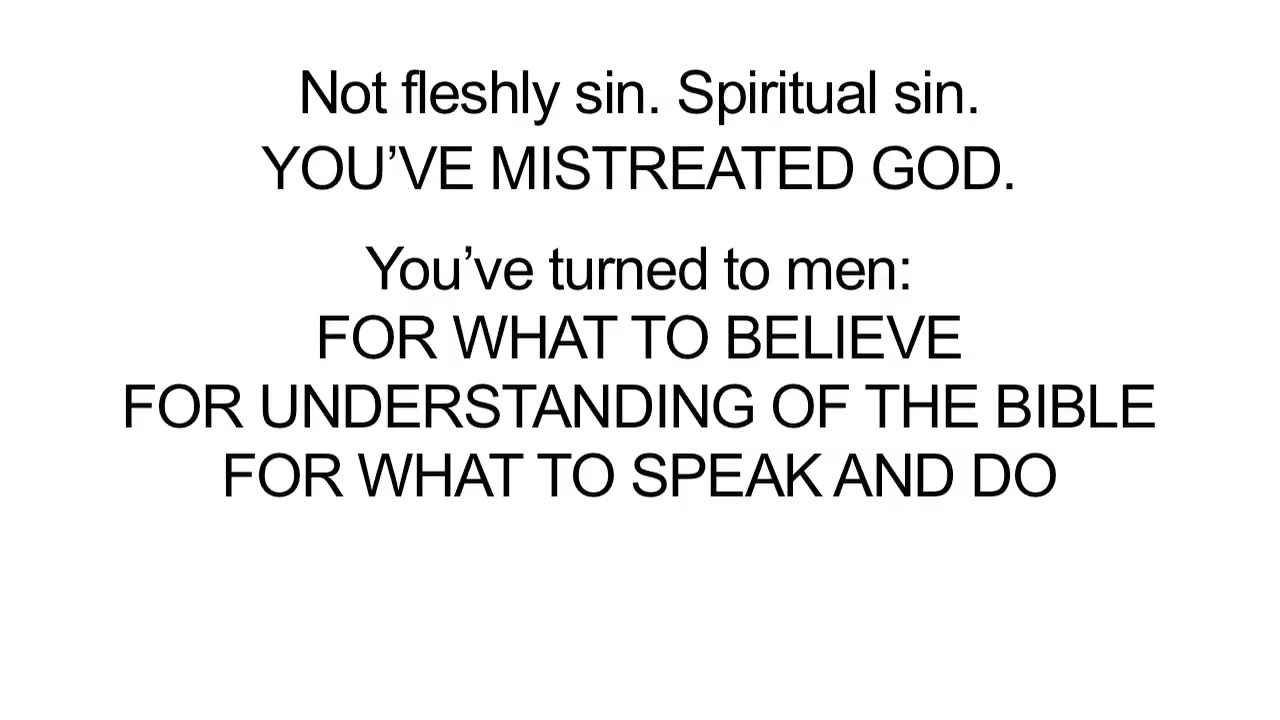 Not fleshly sin. Spiritual sin.
YOU’VE MISTREATED GOD.
You’ve turned to men:
FOR WHAT TO BELIEVE
FOR UNDERSTANDING OF THE BIBLE
FOR WHAT TO SPEAK AND DO